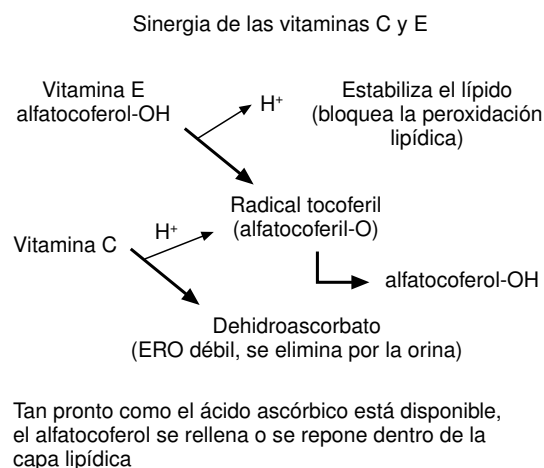 Sinergia de las vitaminas C y E
Vitamina E
alfatocoferol-OH
H⁺
Estabiliza el lípido
(bloquea la peroxidación
lipídica)
Radical tocoferil
(alfatocoferil-O)
Vitamina C
H⁺
alfatocoferol-OH
Dehidroascorbato
(ERO débil, se elimina por la orina)
Tan pronto como el ácido ascórbico está disponible,
el alfatocoferol se rellena o se repone dentro de la
capa lipídica